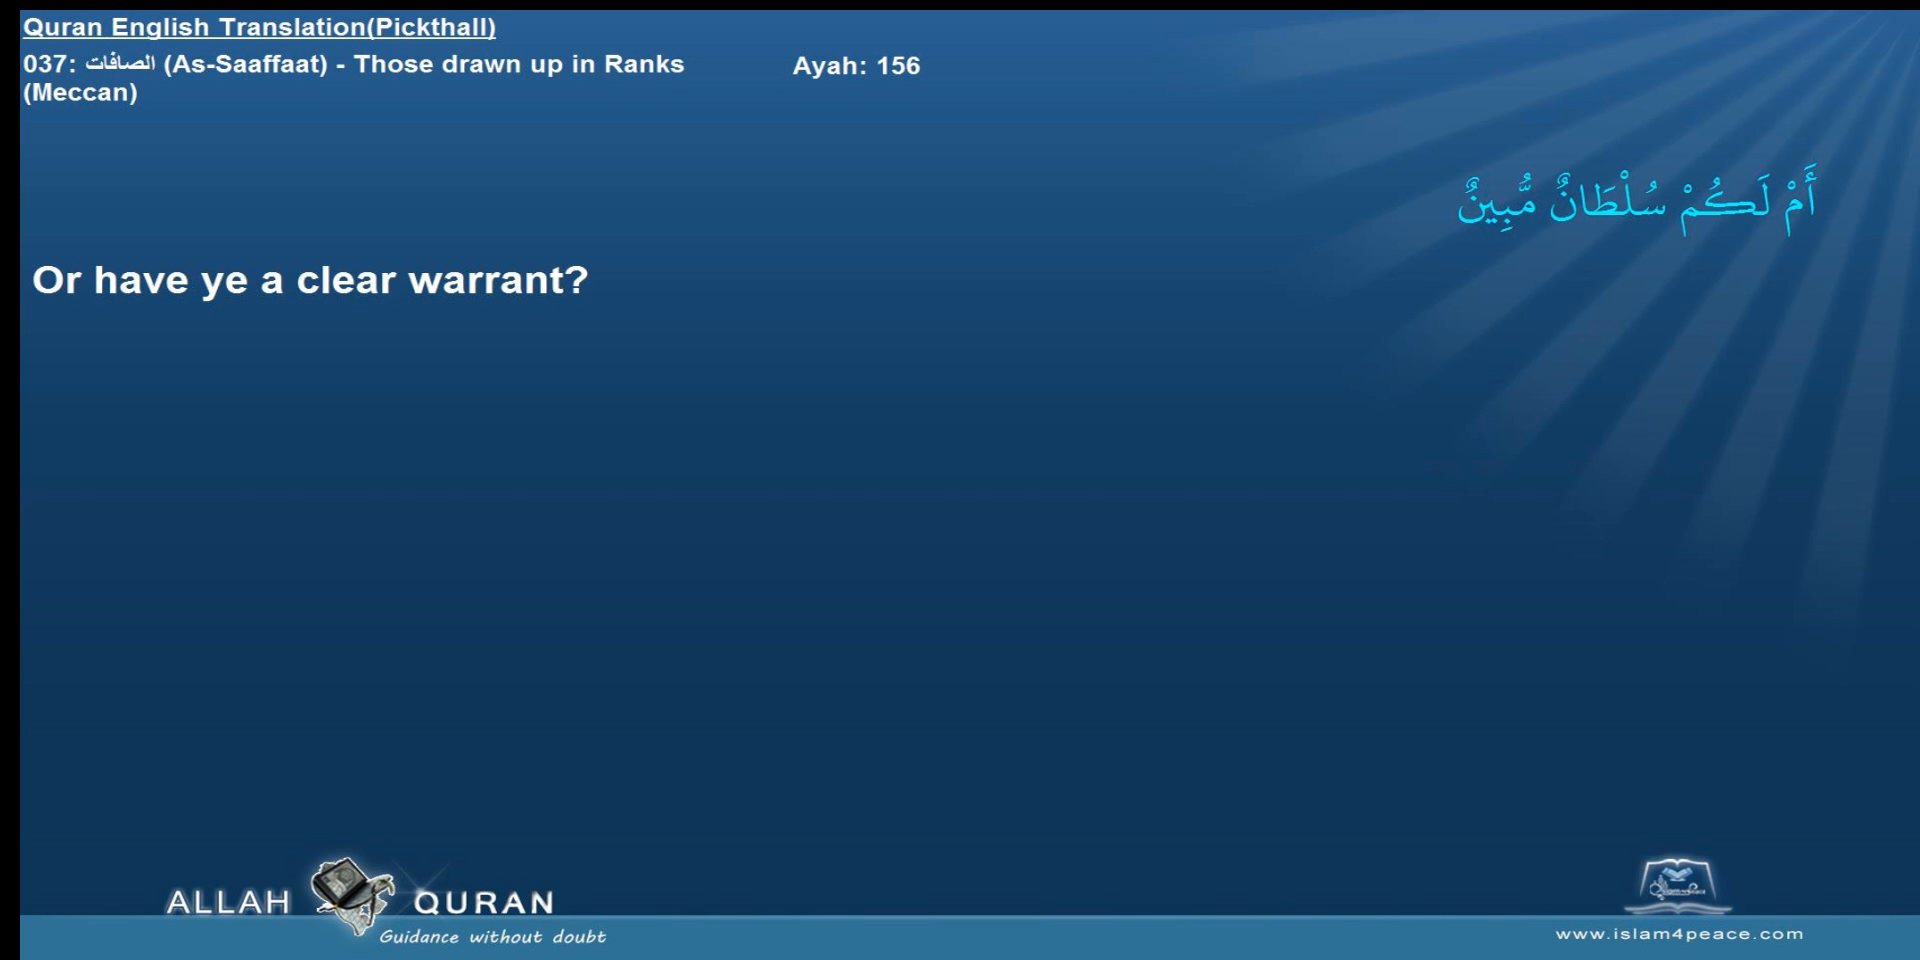 Quran English Translation(Pickthall)
037: الصافات (As-Saaffaat) - Those drawn up in Ranks
(Meccan)
Ayah: 156
أَمْ لَكُمْ سُلْطَانٌ مُّبِينٌ
Or have ye a clear warrant?
ALLAH QURAN
Guidance without doubt
www.islam4peace.com